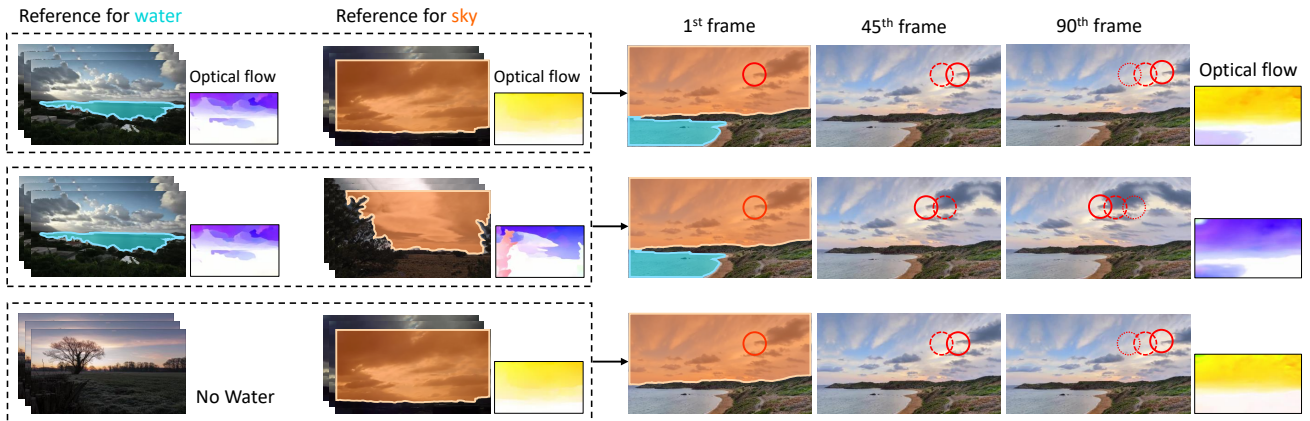 Reference for water
Reference for sky
1st frame
45th frame
90th frame
Optical flow
Optical flow
Optical flow
No Water